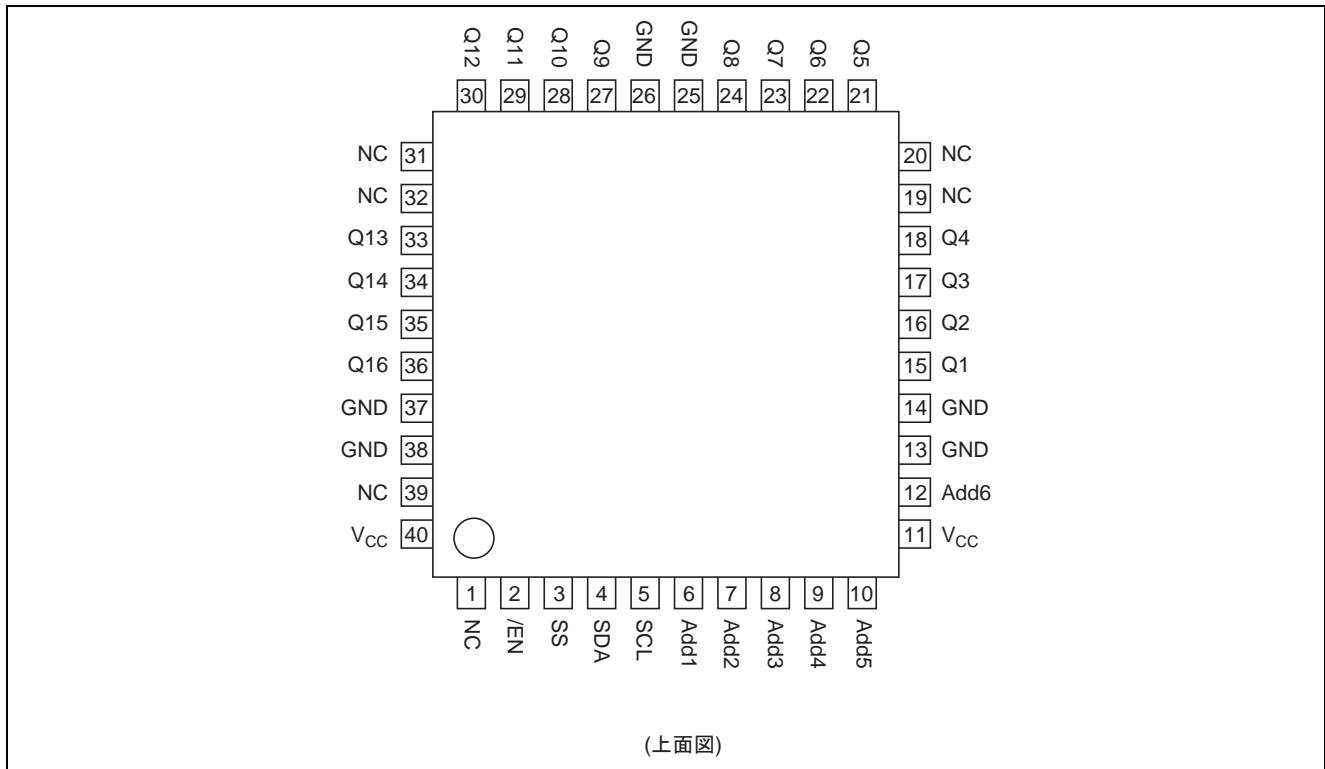 Q12 Q11 Q10 Q9 GND GND Q8 Q7 Q6 Q5
30 29 28 27 26 25 24 23 22 21
NC 31 20 NC
NC 32 19 NC
Q13 33 18 Q4
Q14 34 17 Q3
Q15 35 16 Q2
Q16 36 15 Q1
GND 37 14 GND
GND 38 13 GND
NC 39 12 Add6
VCC 40 11 VCC
1 2 3 4 5 6 7 8 9 10
NC /EN SS SDA SCL Add1 Add2 Add3 Add4 Add5
(上面図)